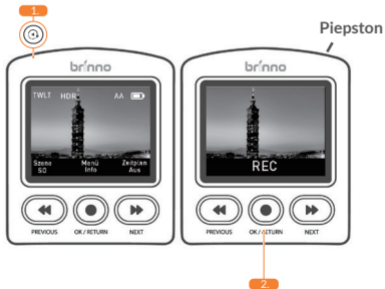 1.
Piepston
brinno
TWLT HDR AA
Szene
SO
Menü
Info
Zeitplan
Aus
PREVIOUS OK / RETURN NEXT
brinno
REC
PREVIOUS OK / RETURN NEXT
2.